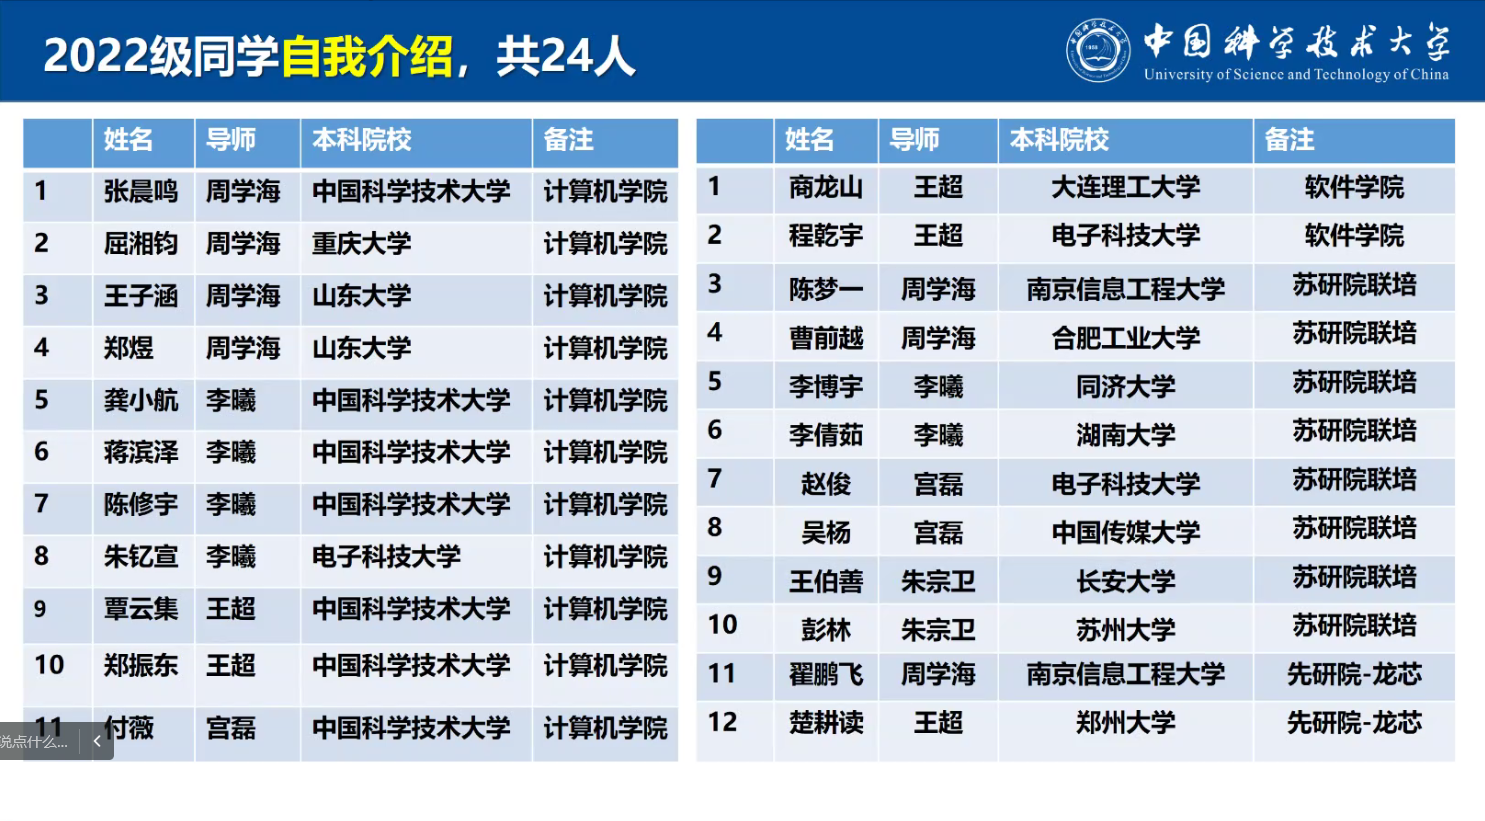 2022级同学自我介绍，共24人
中国科学技术大学
University of Science and Technology of China
姓名 导师 本科院校 备注
1 张晨鸣 周学海 中国科学技术大学 计算机学院
2 屈湘钧 周学海 重庆大学 计算机学院
3 王子涵 周学海 山东大学 计算机学院
4 郑煜 周学海 山东大学 计算机学院
5 龚小航 李曦 中国科学技术大学 计算机学院
6 蒋滨泽 李曦 中国科学技术大学 计算机学院
7 陈修宇 李曦 中国科学技术大学 计算机学院
8 朱钇宣 李曦 电子科技大学 计算机学院
9 覃云集 王超 中国科学技术大学 计算机学院
10 郑振东 王超 中国科学技术大学 计算机学院
11 付薇 宫磊 中国科学技术大学 计算机学院
说点什么...
姓名 导师 本科院校 备注
1 商龙山 王超 大连理工大学 软件学院
2 程乾宇 王超 电子科技大学 软件学院
3 陈梦一 周学海 南京信息工程大学 苏研院联培
4 曹前越 周学海 合肥工业大学 苏研院联培
5 李博宇 李曦 同济大学 苏研院联培
6 李倩茹 李曦 湖南大学 苏研院联培
7 赵俊 宫磊 电子科技大学 苏研院联培
8 吴杨 宫磊 中国传媒大学 苏研院联培
9 王伯善 朱宗卫 长安大学 苏研院联培
10 彭林 朱宗卫 苏州大学 苏研院联培
11 翟鹏飞 周学海 南京信息工程大学 先研院-龙芯
12 楚耕读 王超 郑州大学 先研院-龙芯